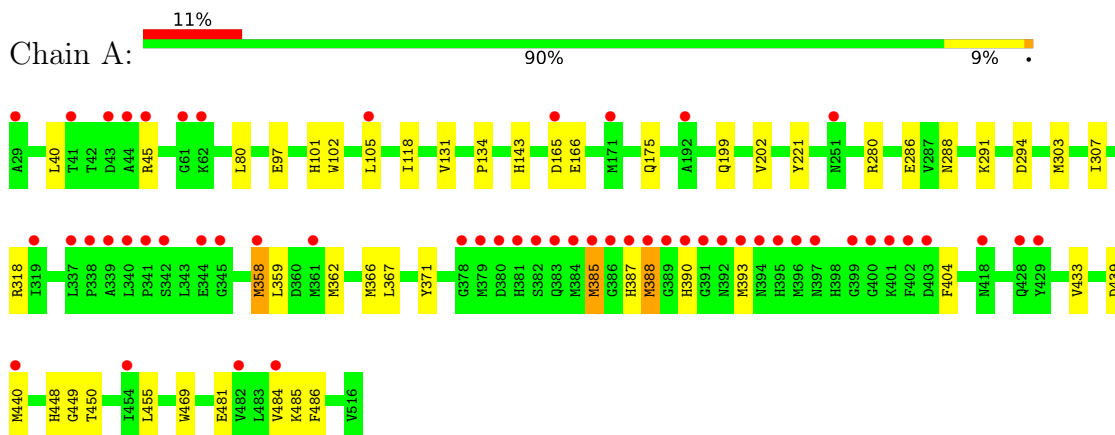 11%
Chain A:
90% 9% •
A29 L40 T41 T42 D43 A44 R45 G61 K62 L80 E97 H101 W102 L105 I118 V131 P134 H143 D165 E166 M171 Q175 A192 Q199 V202 Y221 N251 R280 E286 V287 N288 K291 D294 M303 I307
R318 I319 L337 P338 A339 L340 P341 S342 L343 E344 G345 M358 L359 D360 M361 M362 M366 L367 Y371 G378 M379 D380 H381 S382 Q383 M384 M385 G386 H387 M388 G389 H390 G391 N392 M393 N394 H395 M396 N397 H398 G399 G400 K401 F402 D403 F404 N418 Q428 Y429 V433 D439
M440 H448 G449 T450 I454 L455 W469 E481 V482 L483 V484 K485 F486 V516